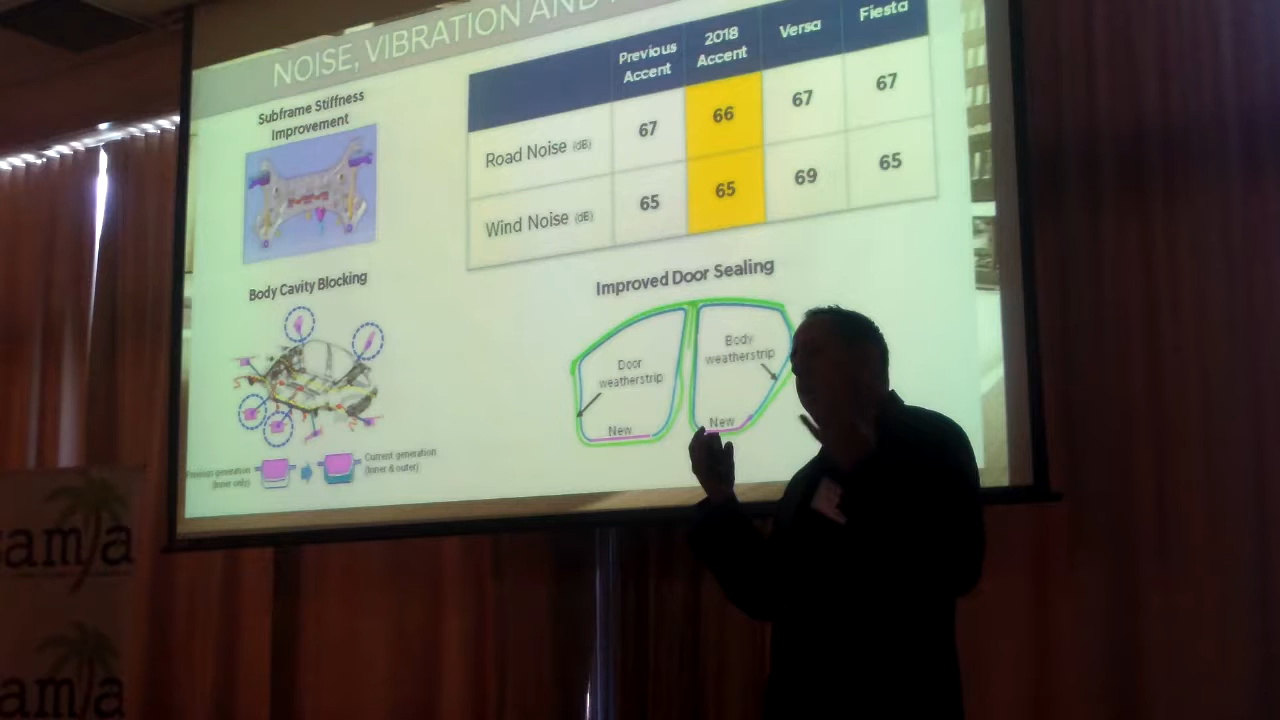 NOISE, VIBRATION AND
Subframe Stiffness
Improvement
Previous
Accent
2018
Accent
Versa
Fiesta
Road Noise (dB)
67
66
67
67
Wind Noise (dB)
65
65
69
65
Body Cavity Blocking
Improved Door Sealing
Door
weatherstrip
Body
weatherstrip
New
New
Previous generation
(Inner only)
Current generation
(Inner & outer)
ama
ama